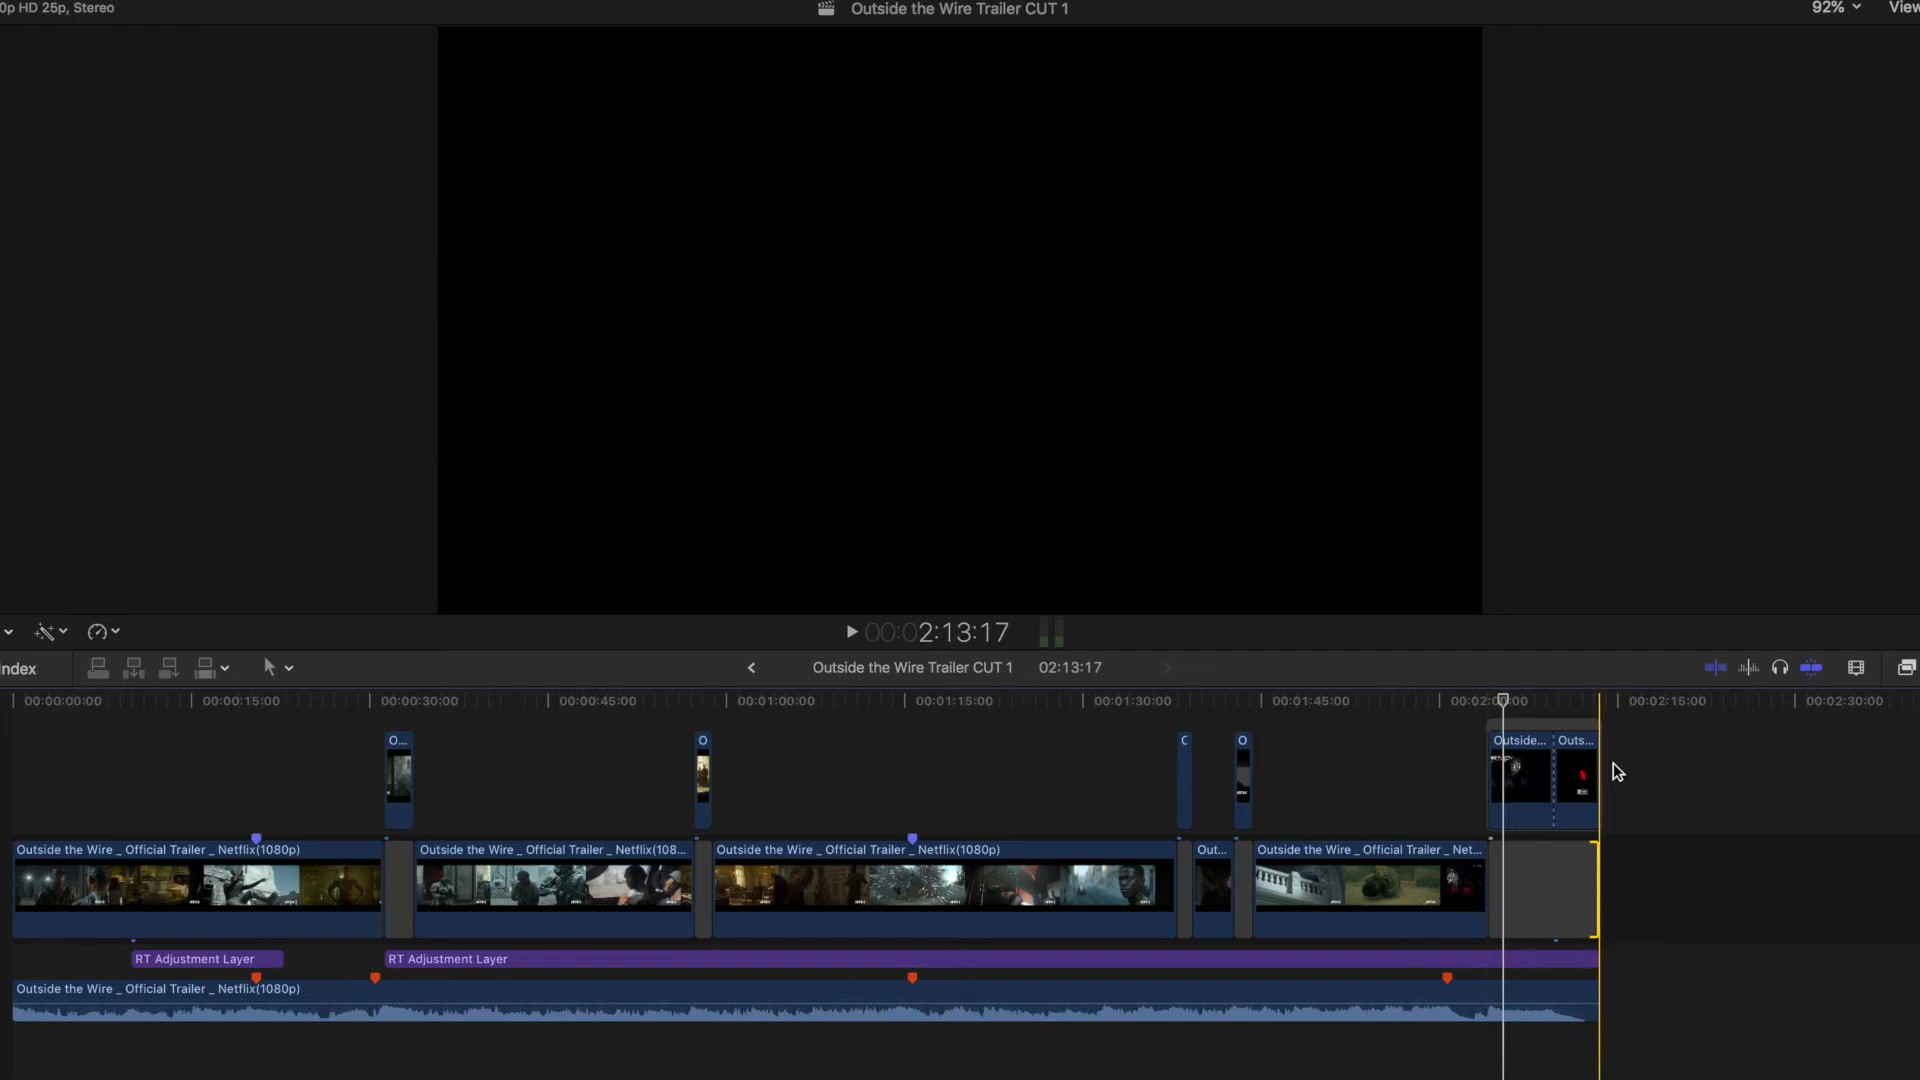 0p HD 25p, Stereo
Outside the Wire Trailer CUT 1
92%
View
00:02:13:17
Index
Outside the Wire Trailer CUT 1
02:13:17
00:00:00:00
00:00:15:00
00:00:30:00
00:00:45:00
00:01:00:00
00:01:15:00
00:01:30:00
00:01:45:00
00:02:00:00
00:02:15:00
00:02:30:00
O...
O
O
O
Outside...
Outs...
Outside the Wire _ Official Trailer _ Netflix(1080p)
Outside the Wire _ Official Trailer _ Netflix(108...
Outside the Wire _ Official Trailer _ Netflix(1080p)
Out...
Outside the Wire _ Official Trailer _ Net...
RT Adjustment Layer
RT Adjustment Layer
Outside the Wire _ Official Trailer _ Netflix(1080p)